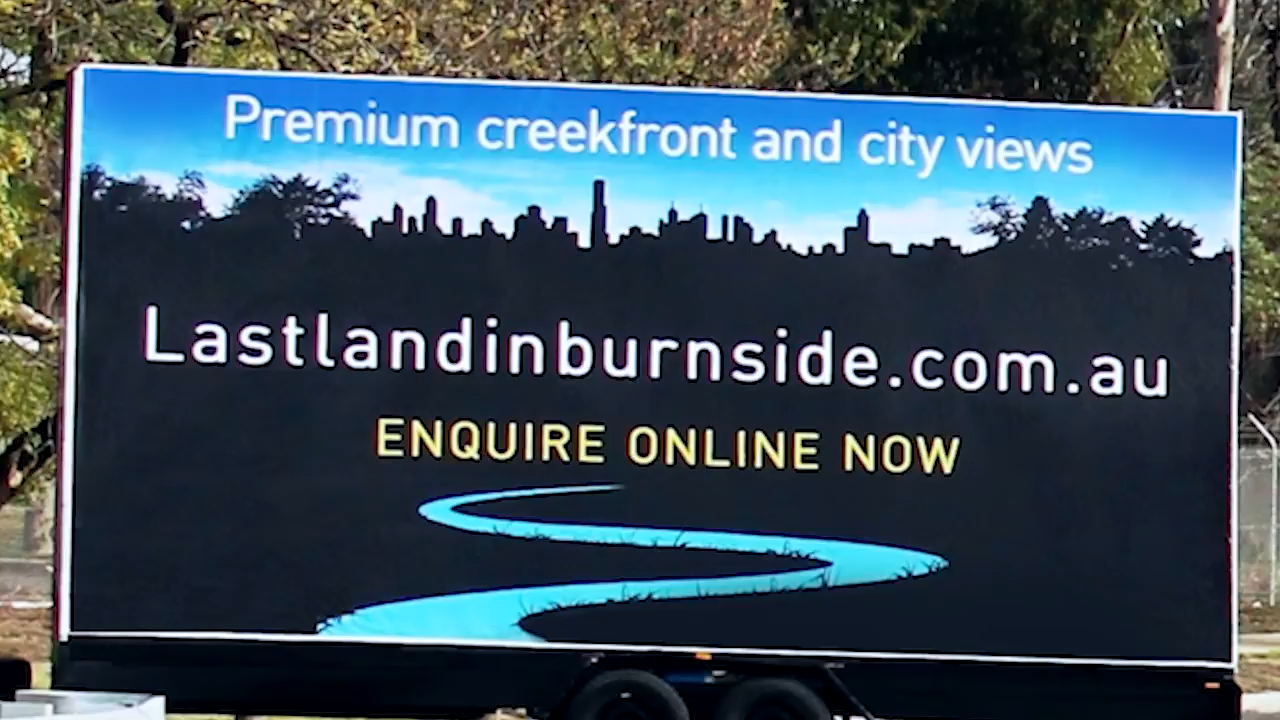 Premium creekfront and city views
Lastlandinburnside.com.au
ENQUIRE ONLINE NOW